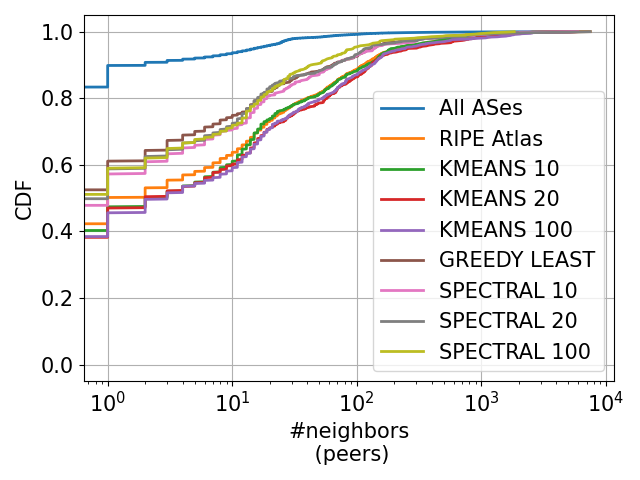 1.0
0.8
0.6
0.4
0.2
0.0
CDF
10^0
10^1
10^2
10^3
10^4
#neighbors
(peers)
All ASes
RIPE Atlas
KMEANS 10
KMEANS 20
KMEANS 100
GREEDY LEAST
SPECTRAL 10
SPECTRAL 20
SPECTRAL 100